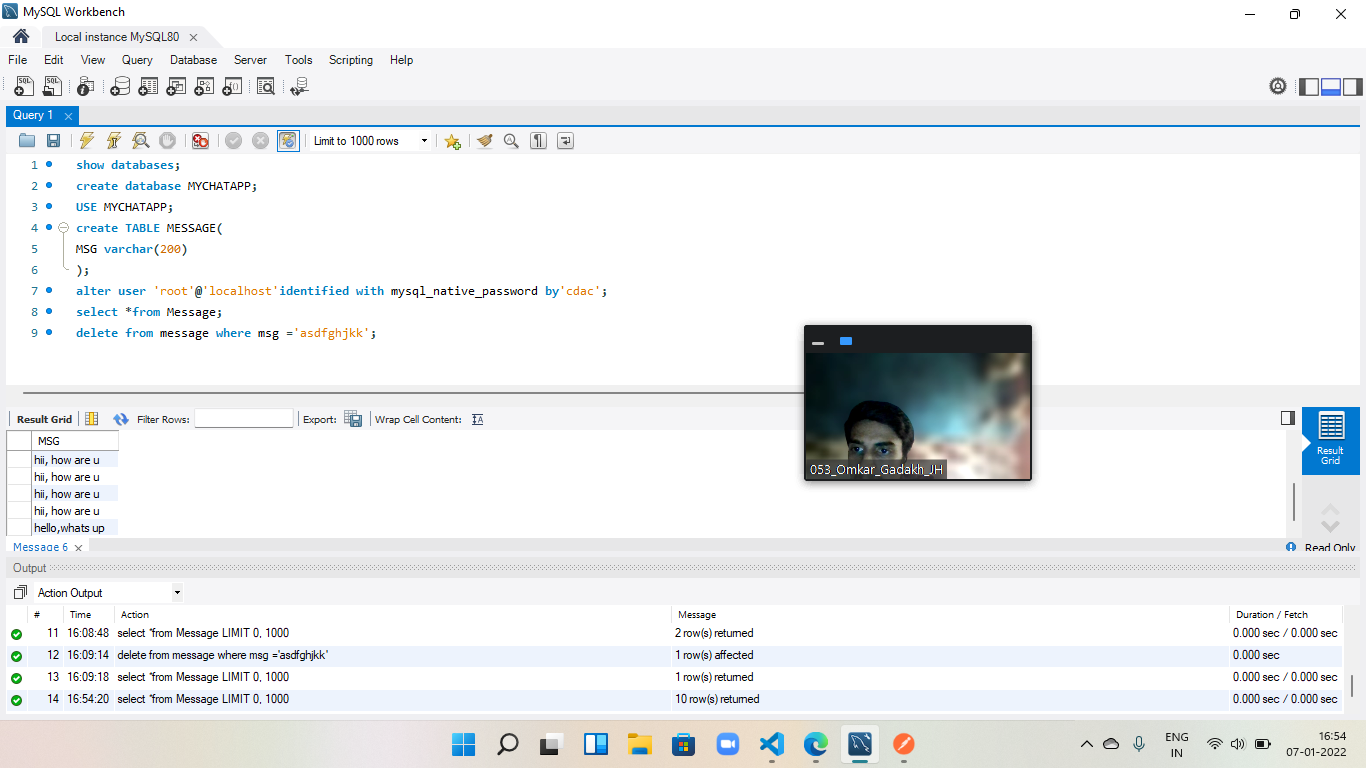 MySQL Workbench
Local instance MySQL80
File Edit View Query Database Server Tools Scripting Help
Query 1
Limit to 1000 rows
1 show databases;
2 create database MYCHATAPP;
3 USE MYCHATAPP;
4 create TABLE MESSAGE(
5 MSG varchar(200)
6 );
7 alter user 'root'@'localhost'identified with mysql_native_password by'cdac';
8 select *from Message;
9 delete from message where msg ='asdfghjkk';
053_Omkar_Gadakh_JH
Result Grid Filter Rows: Export: Wrap Cell Content:
MSG
hii, how are u
hii, how are u
hii, how are u
hii, how are u
hello,whats up
Result
Grid
Message 6
Read Only
Output
Action Output
# Time Action Message Duration / Fetch
11 16:08:48 select *from Message LIMIT 0, 1000 2 row(s) returned 0.000 sec / 0.000 sec
12 16:09:14 delete from message where msg ='asdfghjkk' 1 row(s) affected 0.000 sec
13 16:09:18 select *from Message LIMIT 0, 1000 1 row(s) returned 0.000 sec / 0.000 sec
14 16:54:20 select *from Message LIMIT 0, 1000 10 row(s) returned 0.000 sec / 0.000 sec
ENG
IN
16:54
07-01-2022